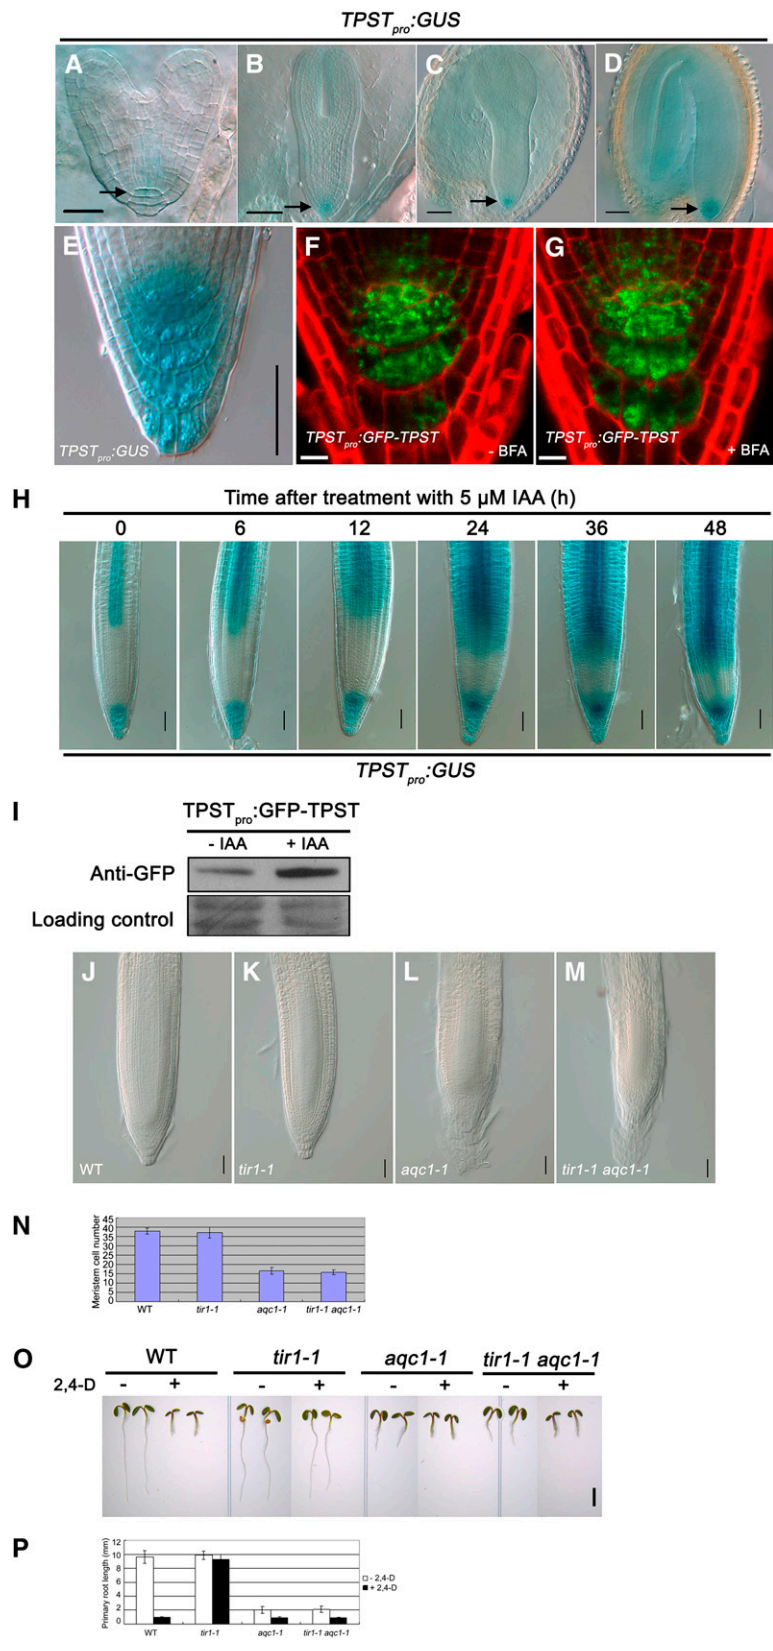 TPSTpro:GUS
A B C D
E F G
TPSTpro:GUS TPSTpro:GFP-TPST - BFA TPSTpro:GFP-TPST + BFA
H
Time after treatment with 5 µM IAA (h)
0 6 12 24 36 48
TPSTpro:GUS
I
TPSTpro:GFP-TPST
- IAA + IAA
Anti-GFP
Loading control
J K L M
WT tir1-1 aqc1-1 tir1-1 aqc1-1
N
Meristem cell number
45
40
35
30
25
20
15
10
5
0
WT tir1-1 aqc1-1 tir1-1 aqc1-1
O
WT tir1-1 aqc1-1 tir1-1 aqc1-1
2,4-D - + - + - + - +
P
Primary root length (mm)
12
10
8
6
4
2
0
- 2,4-D
+ 2,4-D
WT tir1-1 aqc1-1 tir1-1 aqc1-1